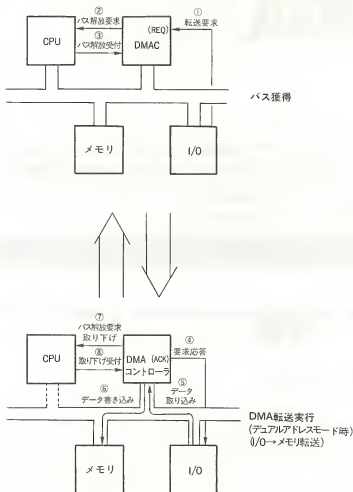 ②
バス解放要求
①
転送要求
CPU
③
バス解放受付
(REQ)
DMAC
バス獲得
メモリ
I/O
⑦
バス解放要求
取り下げ
④
要求応答
CPU
⑧
取り下げ受付
DMA (ACK)
コントローラ
⑥
データ書き込み
⑤
データ
取り込み
DMA転送実行
(デュアルアドレスモード時)
(I/O→メモリ転送)
メモリ
I/O